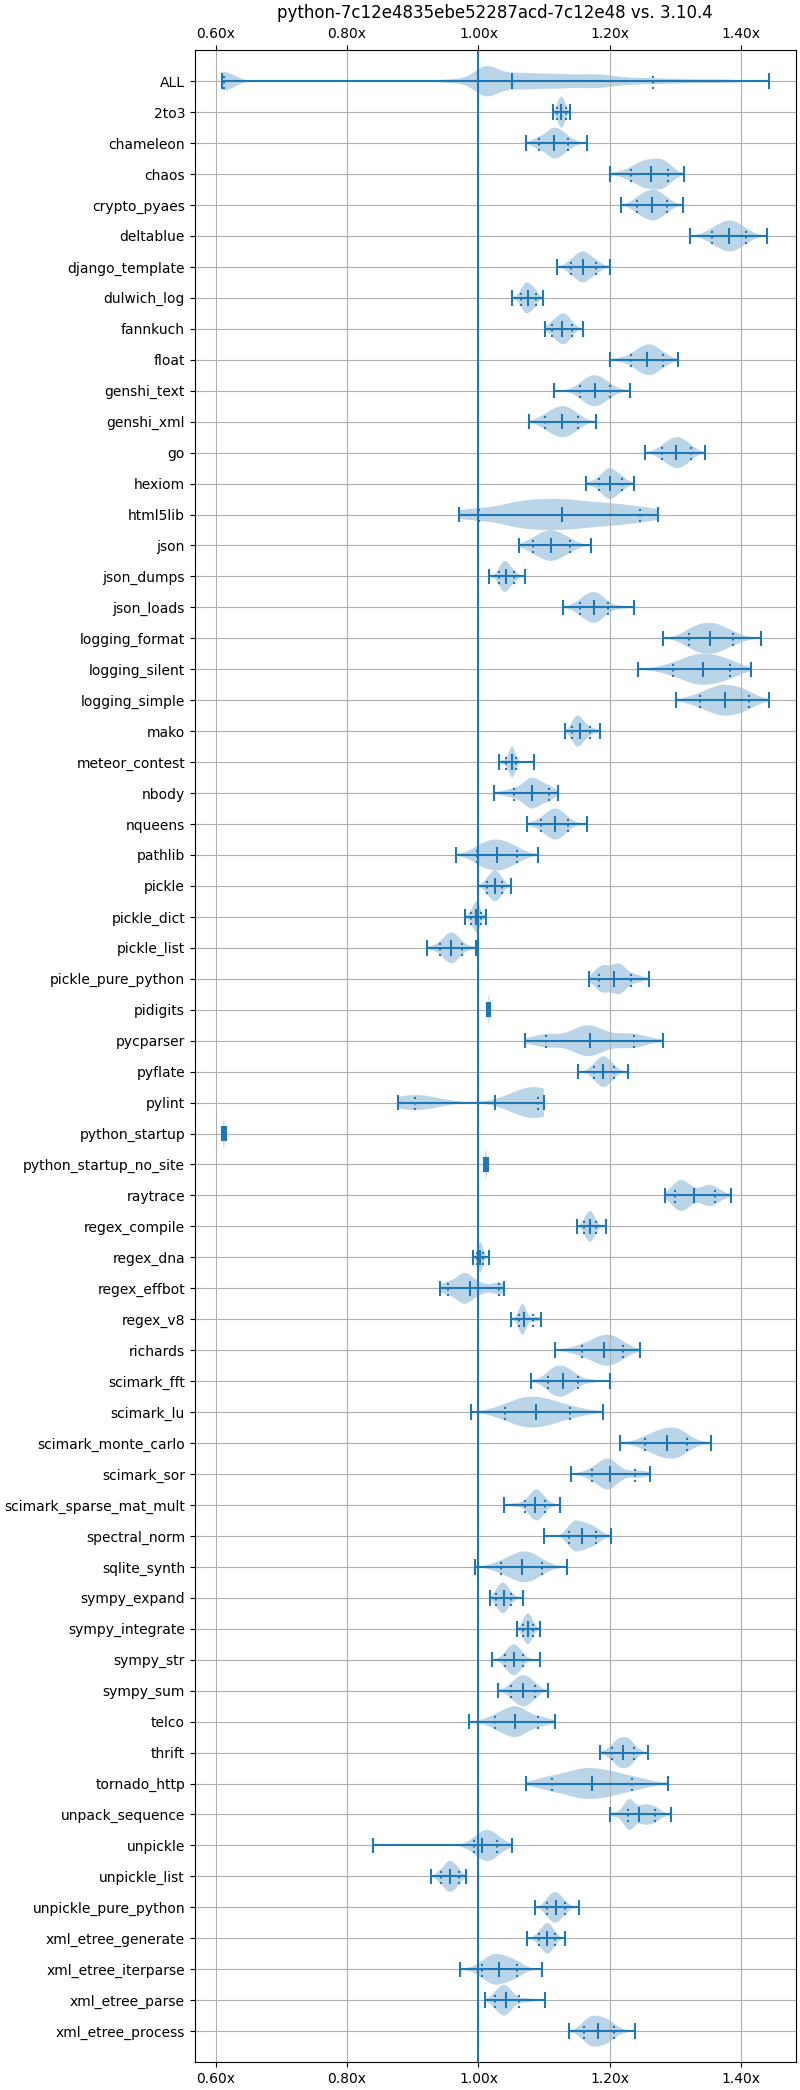 python-7c12e4835ebe52287acd-7c12e48 vs. 3.10.4
0.60x 0.80x 1.00x 1.20x 1.40x
ALL
2to3
chameleon
chaos
crypto_pyaes
deltablue
django_template
dulwich_log
fannkuch
float
genshi_text
genshi_xml
go
hexiom
html5lib
json
json_dumps
json_loads
logging_format
logging_silent
logging_simple
mako
meteor_contest
nbody
nqueens
pathlib
pickle
pickle_dict
pickle_list
pickle_pure_python
pidigits
pycparser
pyflate
pylint
python_startup
python_startup_no_site
raytrace
regex_compile
regex_dna
regex_effbot
regex_v8
richards
scimark_fft
scimark_lu
scimark_monte_carlo
scimark_sor
scimark_sparse_mat_mult
spectral_norm
sqlite_synth
sympy_expand
sympy_integrate
sympy_str
sympy_sum
telco
thrift
tornado_http
unpack_sequence
unpickle
unpickle_list
unpickle_pure_python
xml_etree_generate
xml_etree_iterparse
xml_etree_parse
xml_etree_process
0.60x 0.80x 1.00x 1.20x 1.40x